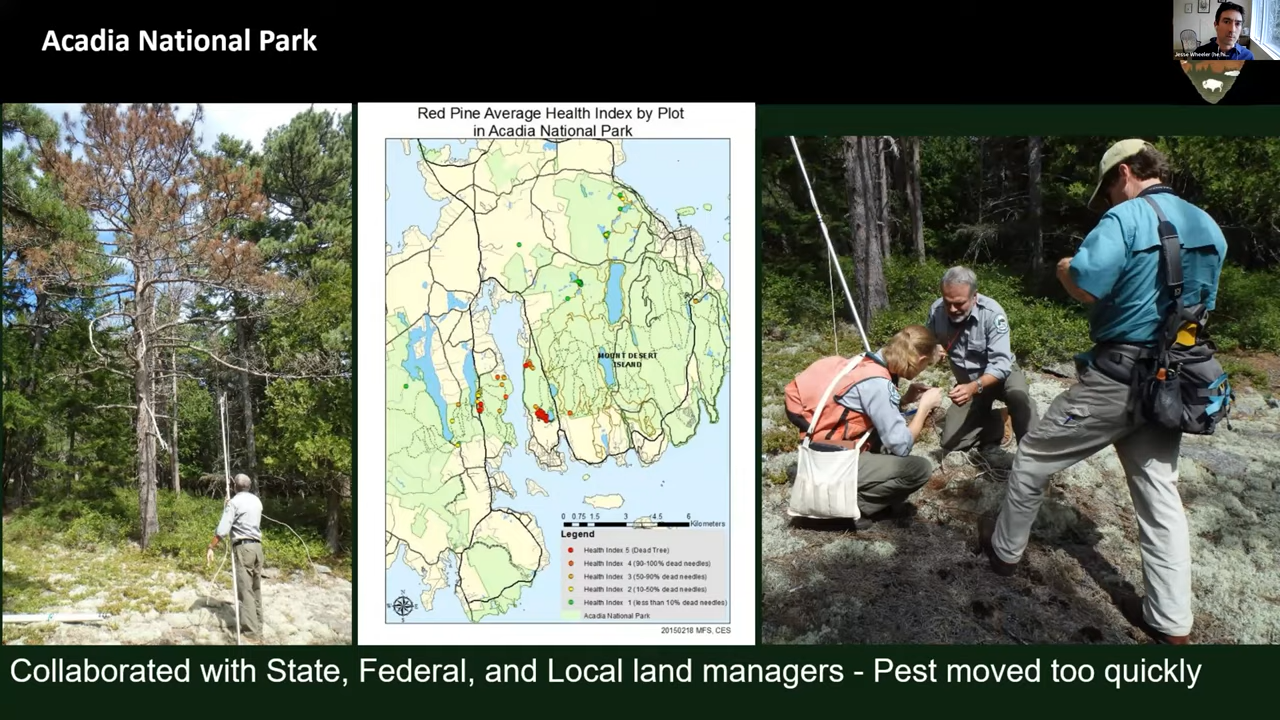 Acadia National Park
Jesse Wheeler (he/hi...
Red Pine Average Health Index by Plot
in Acadia National Park
MOUNT DESERT
ISLAND
0 0.75 1.5 3 4.5 6
Kilometers
Legend
Health Index 5 (Dead Tree)
Health Index 4 (90-100% dead needles)
Health Index 3 (50-90% dead needles)
Health Index 2 (10-50% dead needles)
Health Index 1 (less than 10% dead needles)
Acadia National Park
20150218 MFS, CES
Collaborated with State, Federal, and Local land managers - Pest moved too quickly